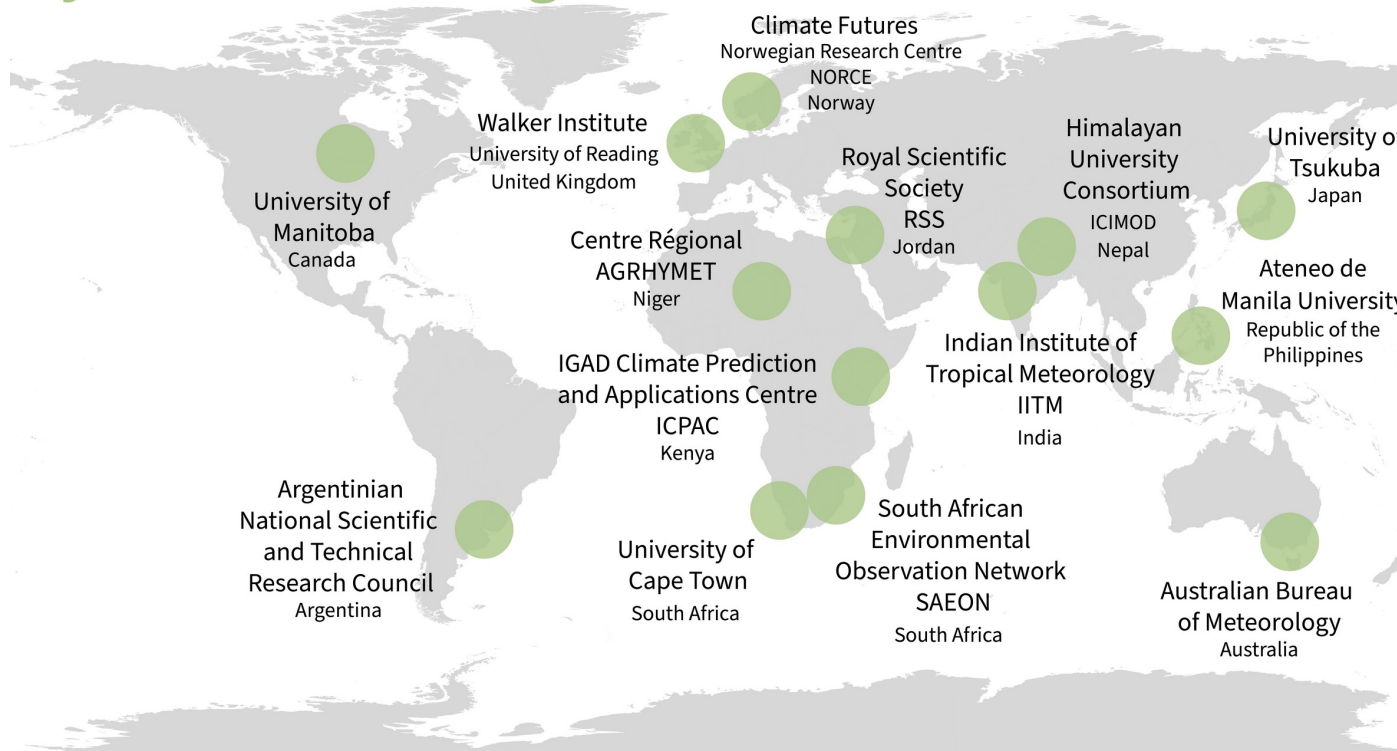 Climate Futures
Norwegian Research Centre
NORCE
Norway
Walker Institute
University of Reading
United Kingdom
Himalayan
University
Consortium
ICIMOD
Nepal
University of
Tsukuba
Japan
Royal Scientific
Society
RSS
Jordan
University of
Manitoba
Canada
Centre Régional
AGRHYMET
Niger
Ateneo de
Manila University
Republic of the
Philippines
Indian Institute of
Tropical Meteorology
IITM
India
IGAD Climate Prediction
and Applications Centre
ICPAC
Kenya
Argentinian
National Scientific
and Technical
Research Council
Argentina
University of
Cape Town
South Africa
South African
Environmental
Observation Network
SAEON
South Africa
Australian Bureau
of Meteorology
Australia